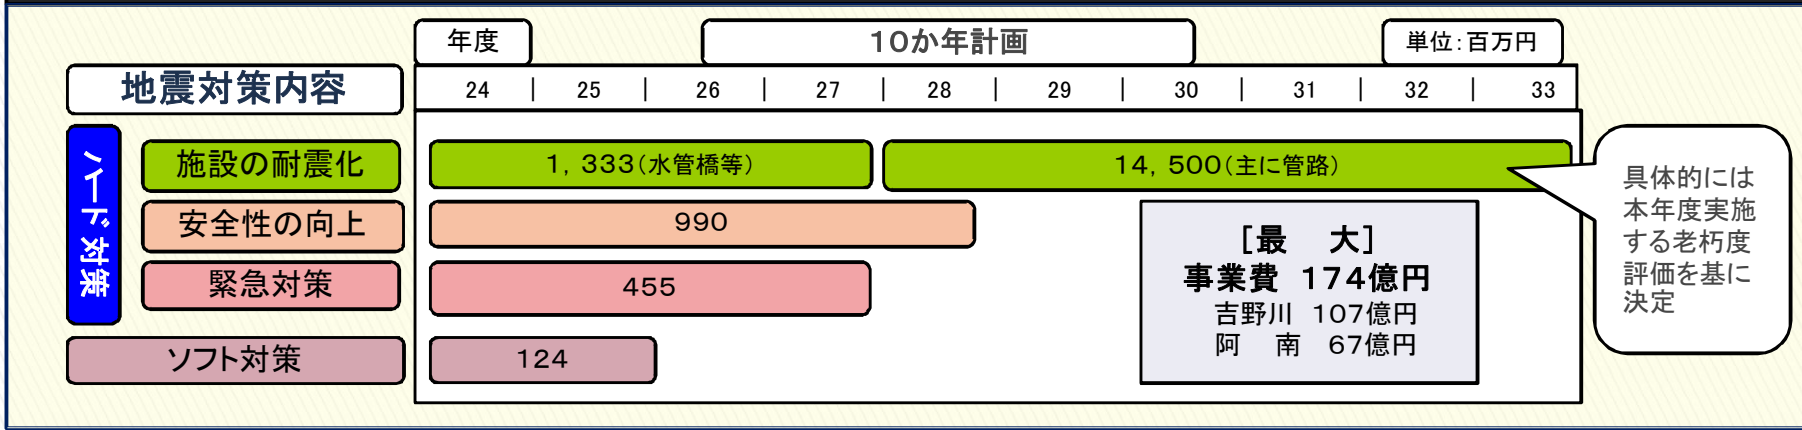 年度
10か年計画
単位:百万円
地震対策内容
24 | 25 | 26 | 27 | 28 | 29 | 30 | 31 | 32 | 33
ハード対策
施設の耐震化
1,333(水管橋等)
14,500(主に管路)
安全性の向上
990
緊急対策
455
ソフト対策
124
[最 大]
事業費 174億円
吉野川 107億円
阿 南 67億円
具体的には
本年度実施
する老朽度
評価を基に
決定